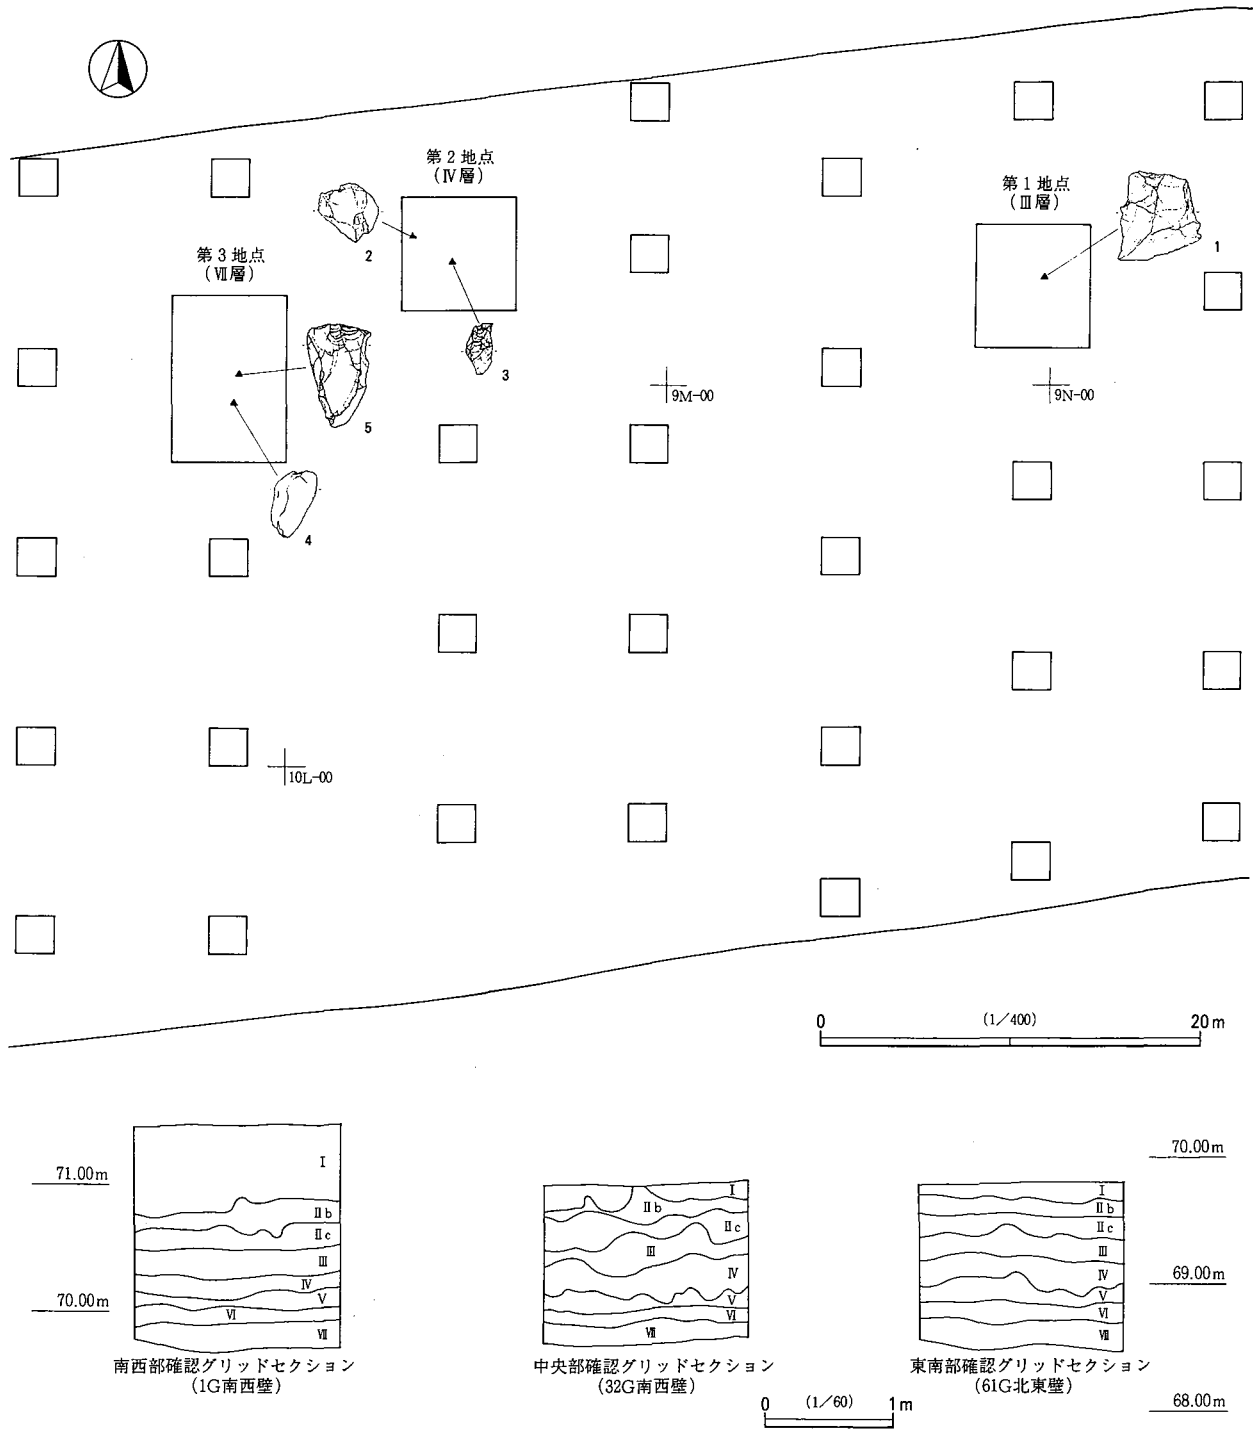 第2地点
(Ⅳ層)
第1地点
(Ⅲ層)
1
2
第3地点
(Ⅶ層)
3
9M-00
9N-00
5
4
10L-00
0 (1/400) 20m
70.00m
71.00m
Ⅰ
Ⅱb
Ⅱc
Ⅲ
Ⅳ
Ⅴ
Ⅵ
Ⅶ
70.00m
南西部確認グリッドセクション
(1G南西壁)
Ⅰ
Ⅱb
Ⅱc
Ⅲ
Ⅳ
Ⅴ
Ⅵ
Ⅶ
中央部確認グリッドセクション
(32G南西壁)
Ⅰ
Ⅱb
Ⅱc
Ⅲ
Ⅳ
Ⅴ
Ⅵ
Ⅶ
69.00m
東南部確認グリッドセクション
(61G北東壁)
0 (1/60) 1m
68.00m